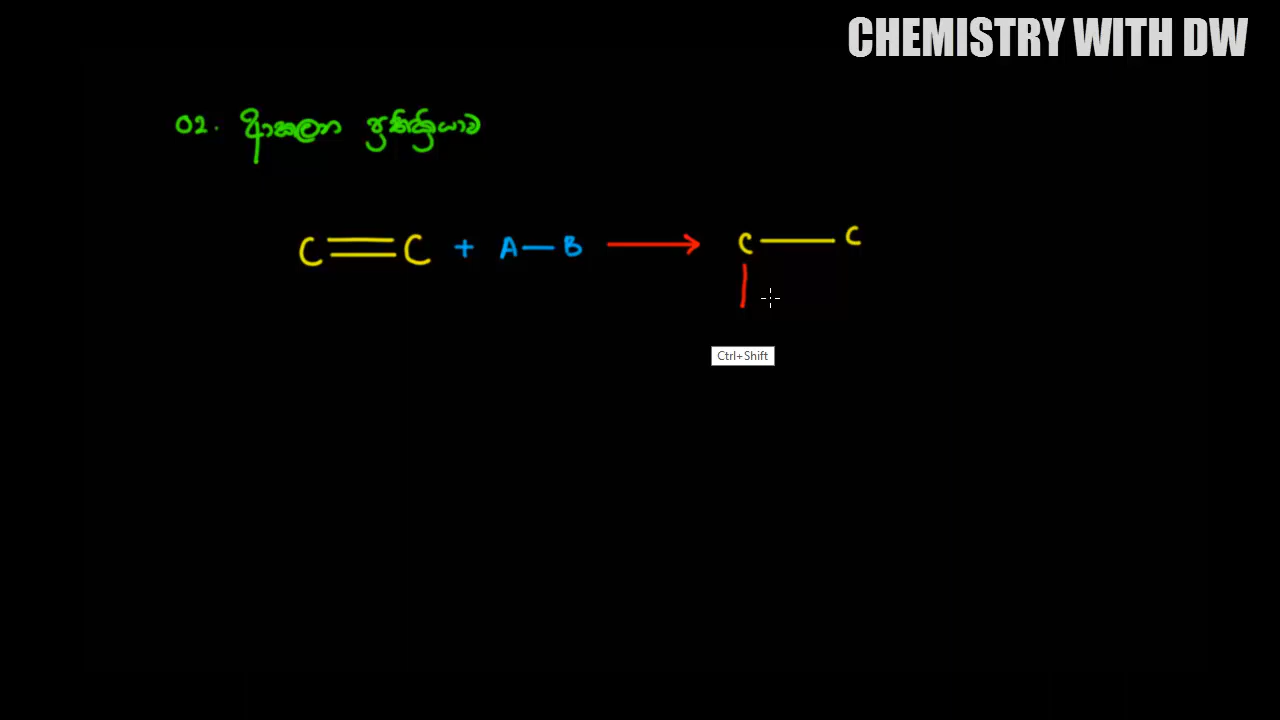 CHEMISTRY WITH DW
02. ආකලන ප්‍රතික්‍රියාව
C=C + A—B → C—C
Ctrl+Shift